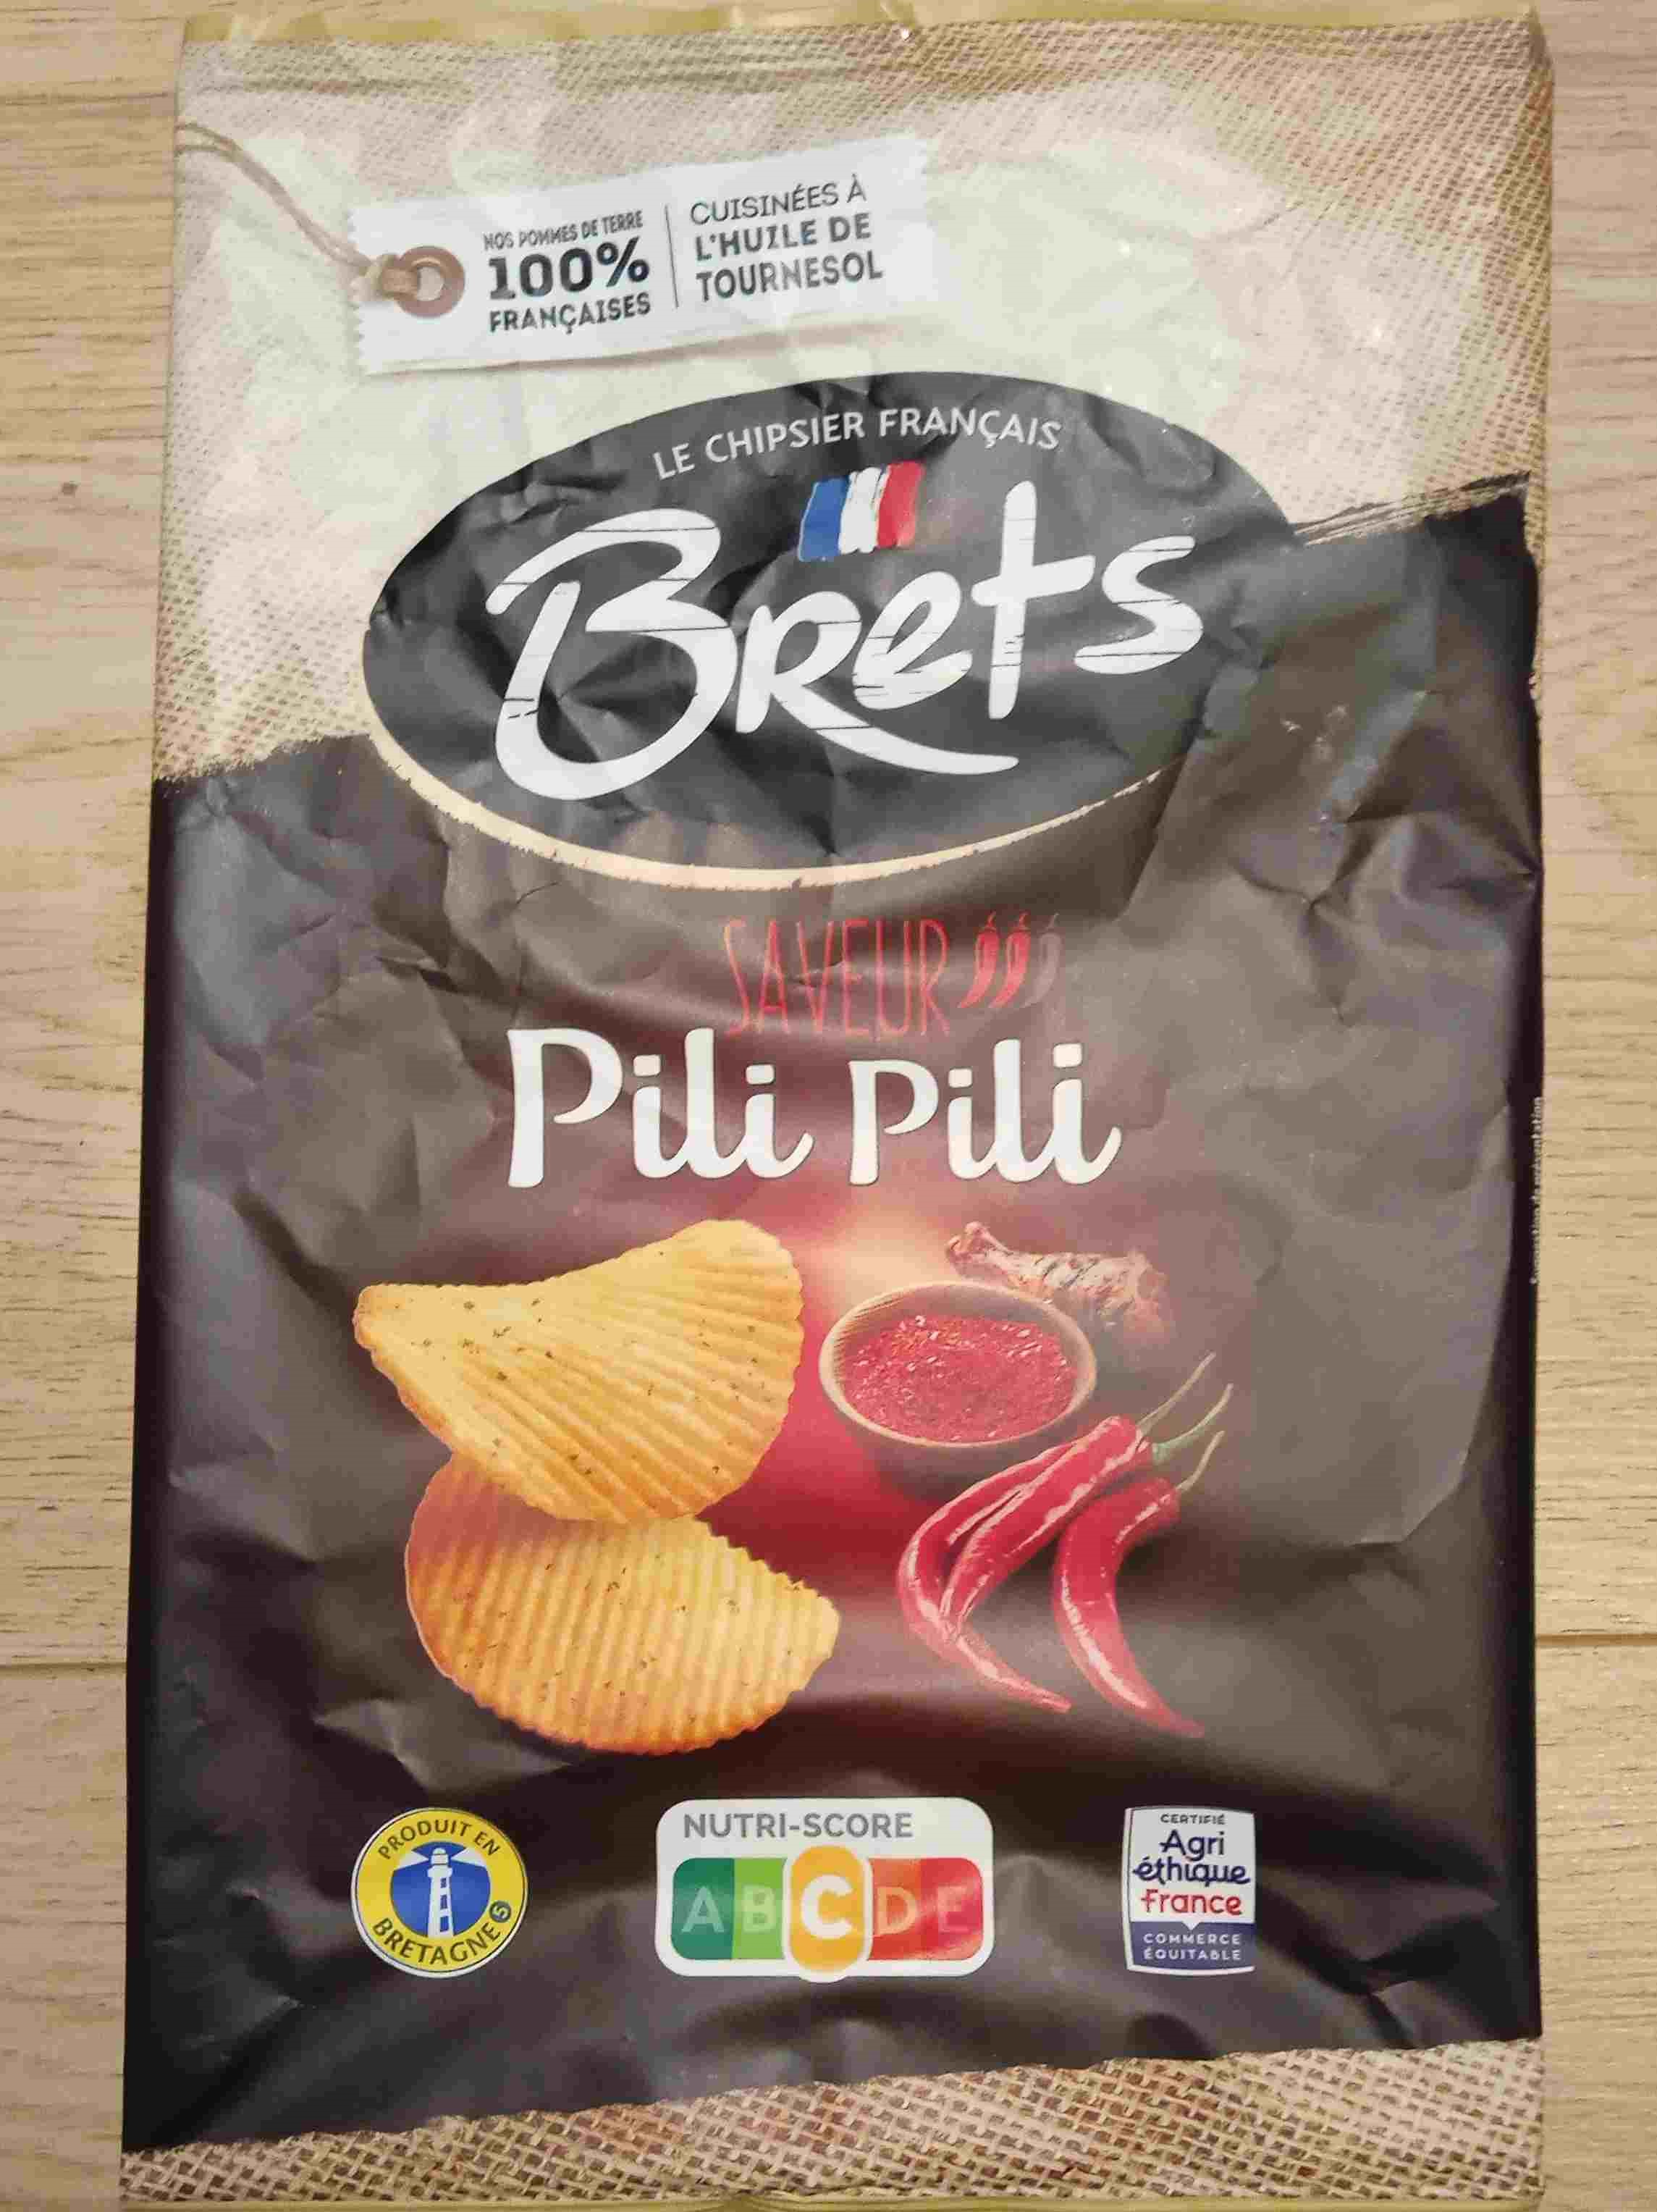 NOS POMMES DE TERRE
100%
FRANÇAISES
CUISINÉES À
L'HUILE DE
TOURNESOL
LE CHIPSIER FRANÇAIS
BRets
SAVEUR
Pili Pili
PRODUIT EN
BRETAGNE
NUTRI-SCORE
A B C D E
CERTIFIÉ
Agri
éthique
france
COMMERCE
ÉQUITABLE